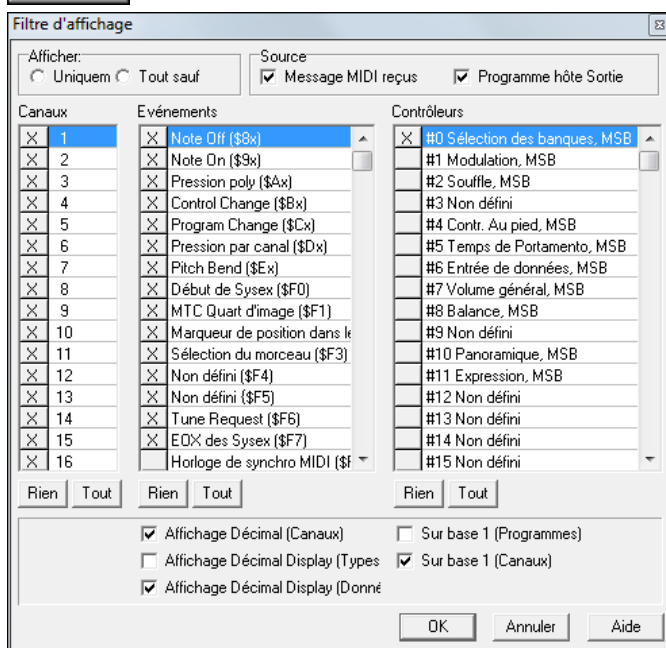 Filtre d'affichage
Afficher:
Uniquem Tout sauf
Source
Message MIDI reçus Programme hôte Sortie
Canaux Evénements Contrôleurs
X 1 X Note Off ($8x) X #0 Sélection des banques, MSB
X 2 X Note On ($9x) #1 Modulation, MSB
X 3 X Pression poly ($Ax) #2 Souffle, MSB
X 4 X Control Change ($Bx) #3 Non défini
X 5 X Program Change ($Cx) #4 Contr. Au pied, MSB
X 6 X Pression par canal ($Dx) #5 Temps de Portamento, MSB
X 7 X Pitch Bend ($Ex) #6 Entrée de données, MSB
X 8 X Début de Sysex ($F0) #7 Volume général, MSB
X 9 X MTC Quart d'image ($F1) #8 Balance, MSB
X 10 X Marqueur de position dans le #9 Non défini
X 11 X Sélection du morceau ($F3) #10 Panoramique, MSB
X 12 X Non défini ($F4) #11 Expression, MSB
X 13 X Non défini {$F5) #12 Non défini
X 14 X Tune Request ($F6) #13 Non défini
X 15 X EOX des Sysex ($F7) #14 Non défini
X 16 Horloge de synchro MIDI ($F #15 Non défini
Rien Tout Rien Tout Rien Tout
Affichage Décimal (Canaux) Sur base 1 (Programmes)
Affichage Décimal Display (Types Sur base 1 (Canaux)
Affichage Décimal Display (Donné
OK Annuler Aide